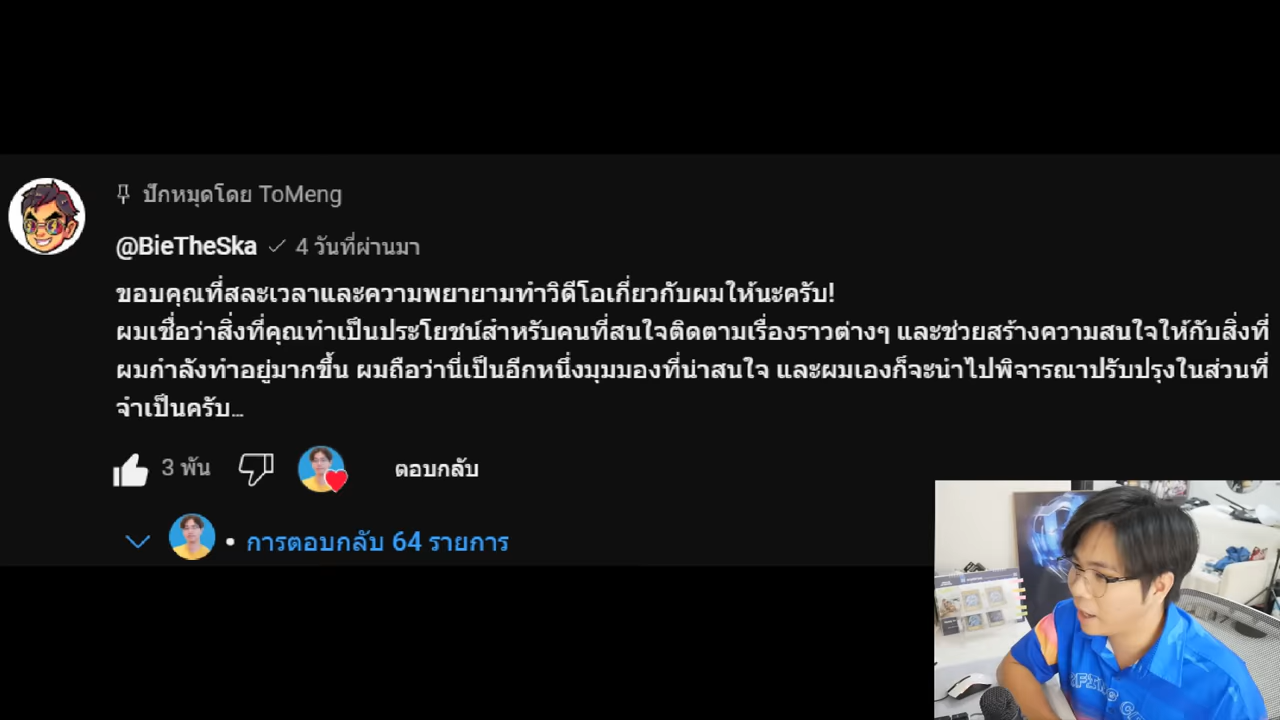 ปักหมุดโดย ToMeng
@BieTheSka 4 วันที่ผ่านมา
ขอบคุณที่สละเวลาและความพยายามทำวิดีโอเกี่ยวกับผมให้นะครับ!
ผมเชื่อว่าสิ่งที่คุณทำเป็นประโยชน์สำหรับคนที่สนใจติดตามเรื่องราวต่างๆ และช่วยสร้างความสนใจให้กับสิ่งที่
ผมกำลังทำอยู่มากขึ้น ผมถือว่านี่เป็นอีกหนึ่งมุมมองที่น่าสนใจ และผมเองก็จะนำไปพิจารณาปรับปรุงในส่วนที่
จำเป็นครับ...
3 พัน ตอบกลับ
• การตอบกลับ 64 รายการ